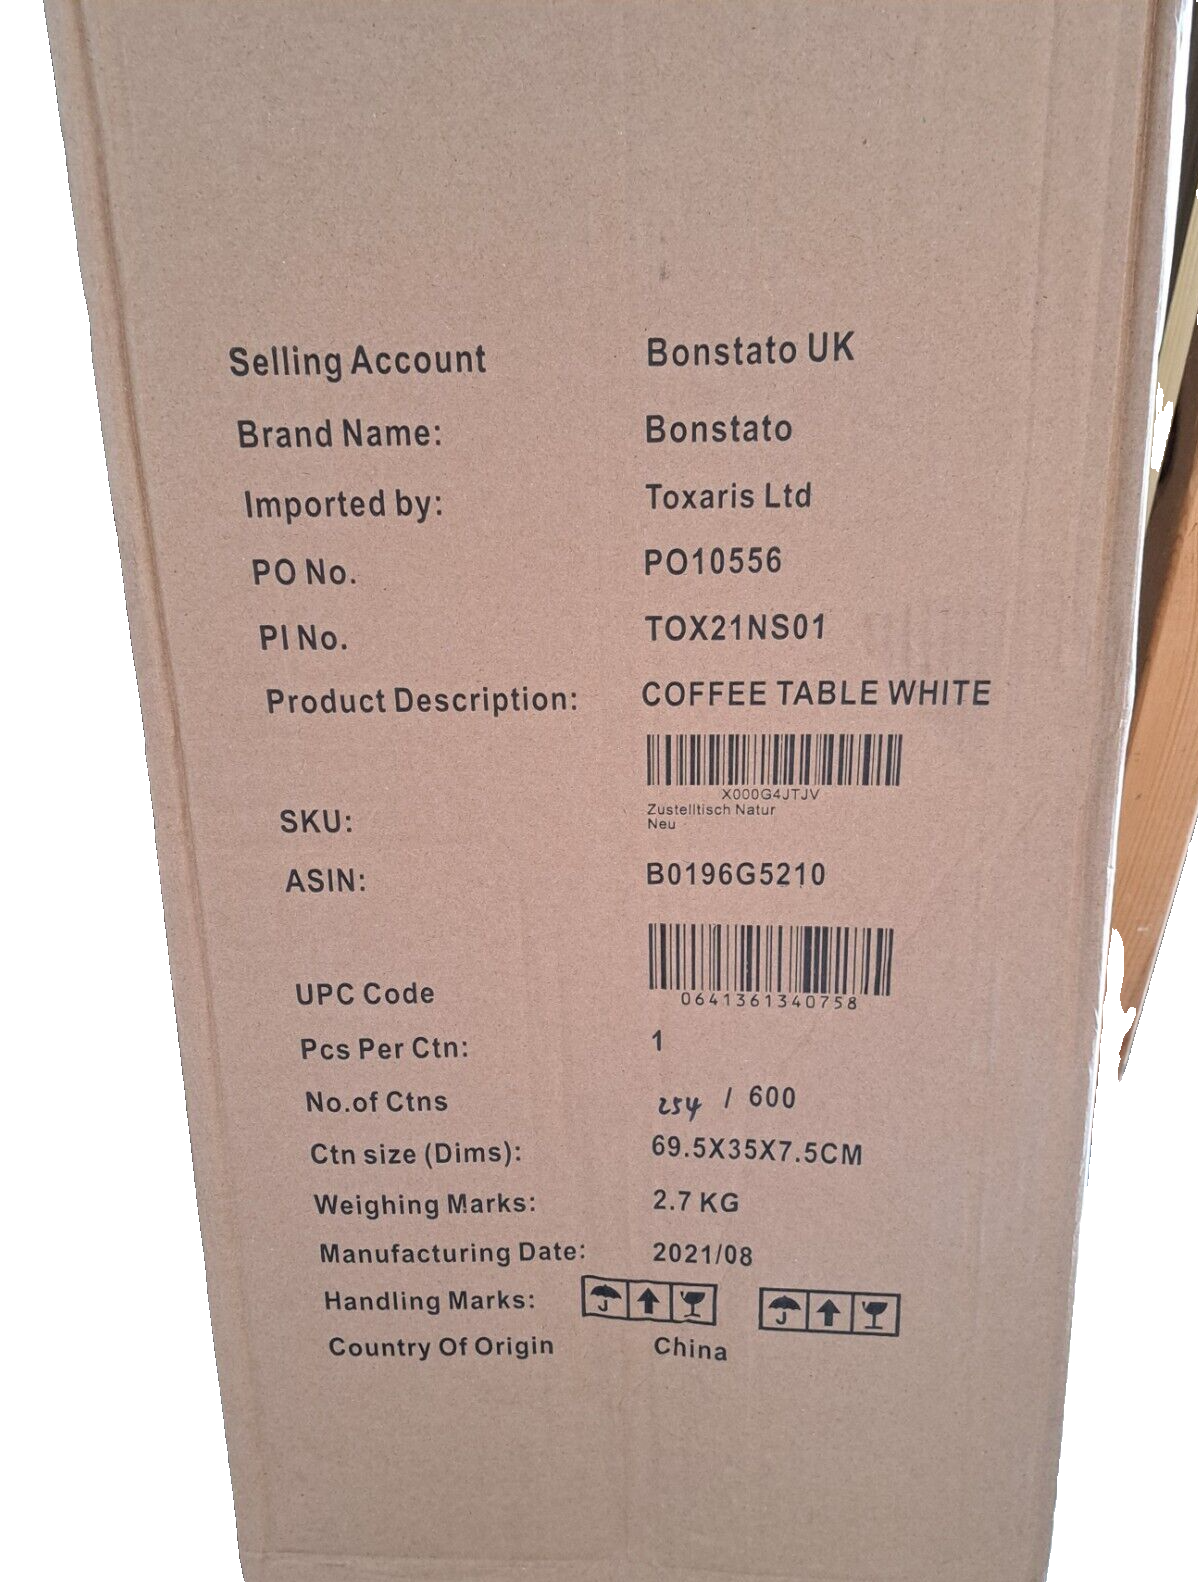 Selling Account Bonstato UK
Brand Name: Bonstato
Imported by: Toxaris Ltd
PO No. PO10556
PI No. TOX21NS01
Product Description: COFFEE TABLE WHITE
X000G4JTJV
Zustelltisch Natur
Neu
SKU:
ASIN: B0196G5210
0641361340758
UPC Code
Pcs Per Ctn: 1
No.of Ctns 254 / 600
Ctn size (Dims): 69.5X35X7.5CM
Weighing Marks: 2.7 KG
Manufacturing Date: 2021/08
Handling Marks:
Country Of Origin China